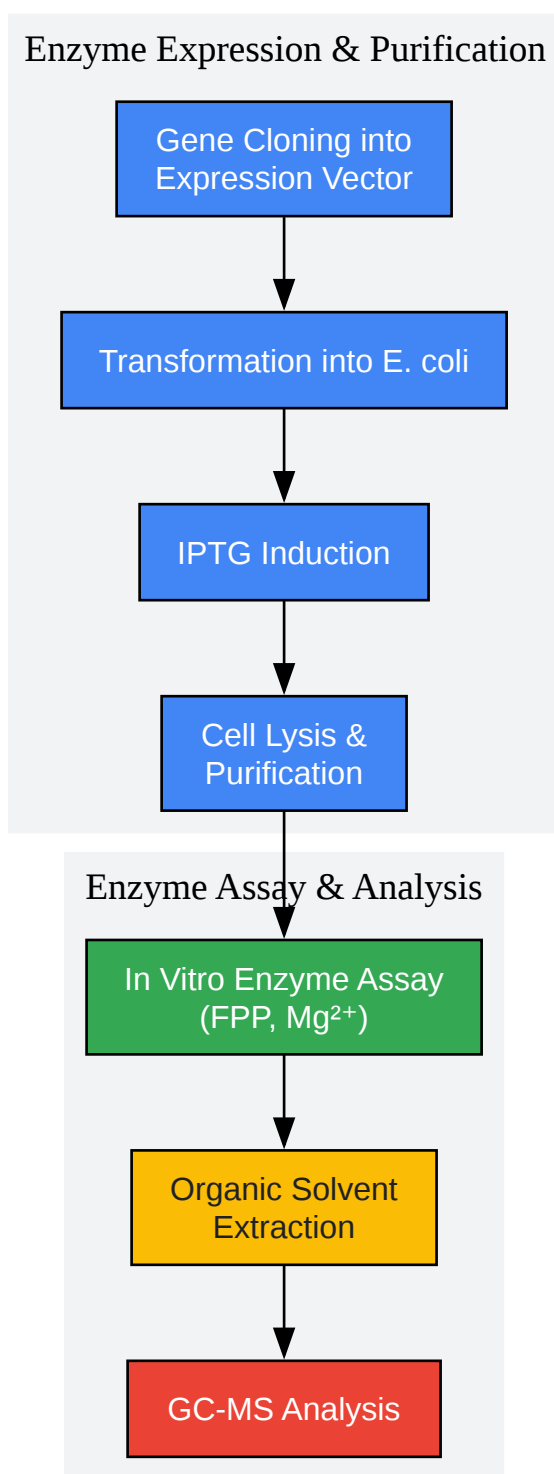 Enzyme Expression & Purification
Gene Cloning into
Expression Vector
Transformation into E. coli
IPTG Induction
Cell Lysis &
Purification
Enzyme Assay & Analysis
In Vitro Enzyme Assay
(FPP, Mg²⁺)
Organic Solvent
Extraction
GC-MS Analysis